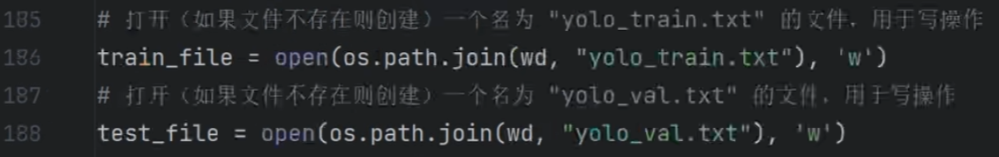 185 # 打开（如果文件不存在则创建）一个名为 "yolo_train.txt" 的文件，用于写操作
186 train_file = open(os.path.join(wd, "yolo_train.txt"), 'w')
187 # 打开（如果文件不存在则创建）一个名为 "yolo_val.txt" 的文件，用于写操作
188 test_file = open(os.path.join(wd, "yolo_val.txt"), 'w')